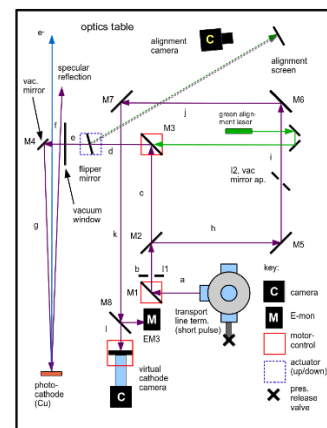 optics table
e-
specular
reflection
vac.
mirror
M4
f
e
d
flipper
mirror
vacuum
window
g
photo-
cathode
(Cu)
alignment
camera
C
alignment
screen
M7
j
M6
M3
green align-
ment laser
i
c
I2, vac
mirror ap.
k
M2
h
M5
b
I1
a
M1
transport
line term.
(short pulse)
M8
l
M
EM3
virtual
cathode
camera
C
key:
C
camera
M
E-mon
motor-
control
actuator
(up/down)
pres.
release
valve